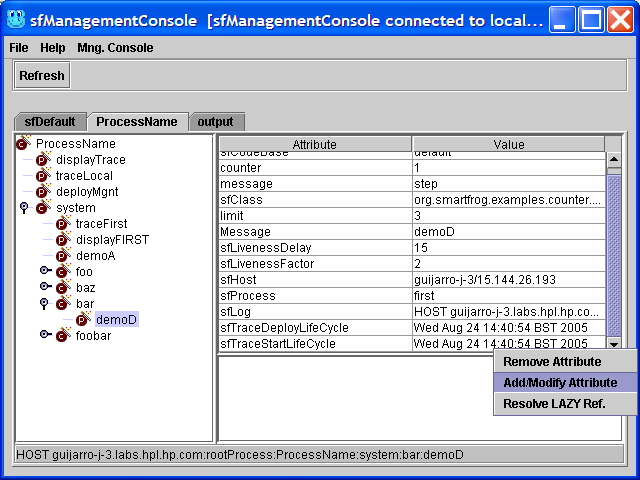 sfManagementConsole [sfManagementConsole connected to local...
File Help Mng. Console
Refresh
sfDefault ProcessName output
ProcessName
displayTrace
traceLocal
deployMgnt
system
traceFirst
displayFIRST
demoA
foo
baz
bar
demoD
foobar
Attribute Value
sfCodeBase default
counter 1
message step
sfClass org.smartfrog.examples.counter....
limit 3
Message demoD
sfLivenessDelay 15
sfLivenessFactor 2
sfHost guijarro-j-3/15.144.26.193
sfProcess first
sfLog HOST guijarro-j-3.labs.hpl.hp.co...
sfTraceDeployLifeCycle Wed Aug 24 14:40:54 BST 2005
sfTraceStartLifeCycle Wed Aug 24 14:40:54 BST 2005
Remove Attribute
Add/Modify Attribute
Resolve LAZY Ref.
HOST guijarro-j-3.labs.hpl.hp.com:rootProcess:ProcessName:system:bar:demoD